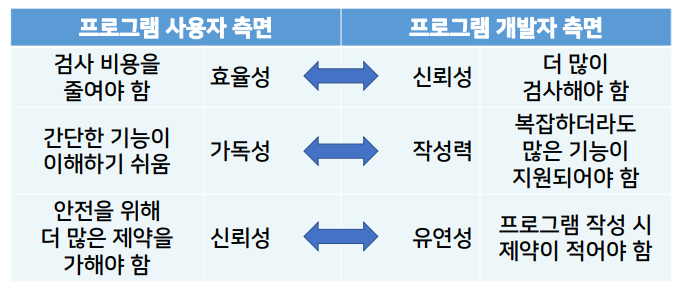 프로그램 사용자 측면
프로그램 개발자 측면
검사 비용을
줄여야 함
효율성
신뢰성
더 많이
검사해야 함
간단한 기능이
이해하기 쉬움
가독성
작성력
복잡하더라도
많은 기능이
지원되어야 함
안전을 위해
더 많은 제약을
가해야 함
신뢰성
유연성
프로그램 작성 시
제약이 적어야 함